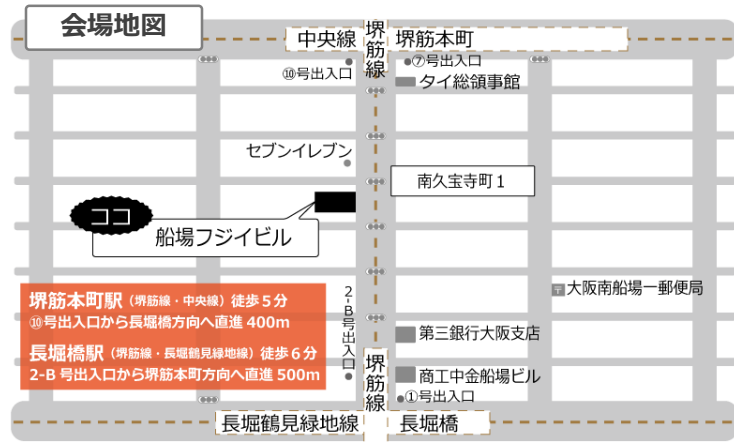 会場地図
中央線
堺筋線
堺筋本町
⑩号出入口
⑦号出入口
タイ総領事館
セブンイレブン
南久宝寺町1
ココ
船場フジイビル
大阪南船場一郵便局
堺筋本町駅（堺筋線・中央線）徒歩5分
⑩号出入口から長堀橋方向へ直進 400m
長堀橋駅（堺筋線・長堀鶴見緑地線）徒歩6分
2-B 号出入口から堺筋本町方向へ直進 500m
2-B号出入口
第三銀行大阪支店
堺筋線
商工中金船場ビル
①号出入口
長堀鶴見緑地線
長堀橋